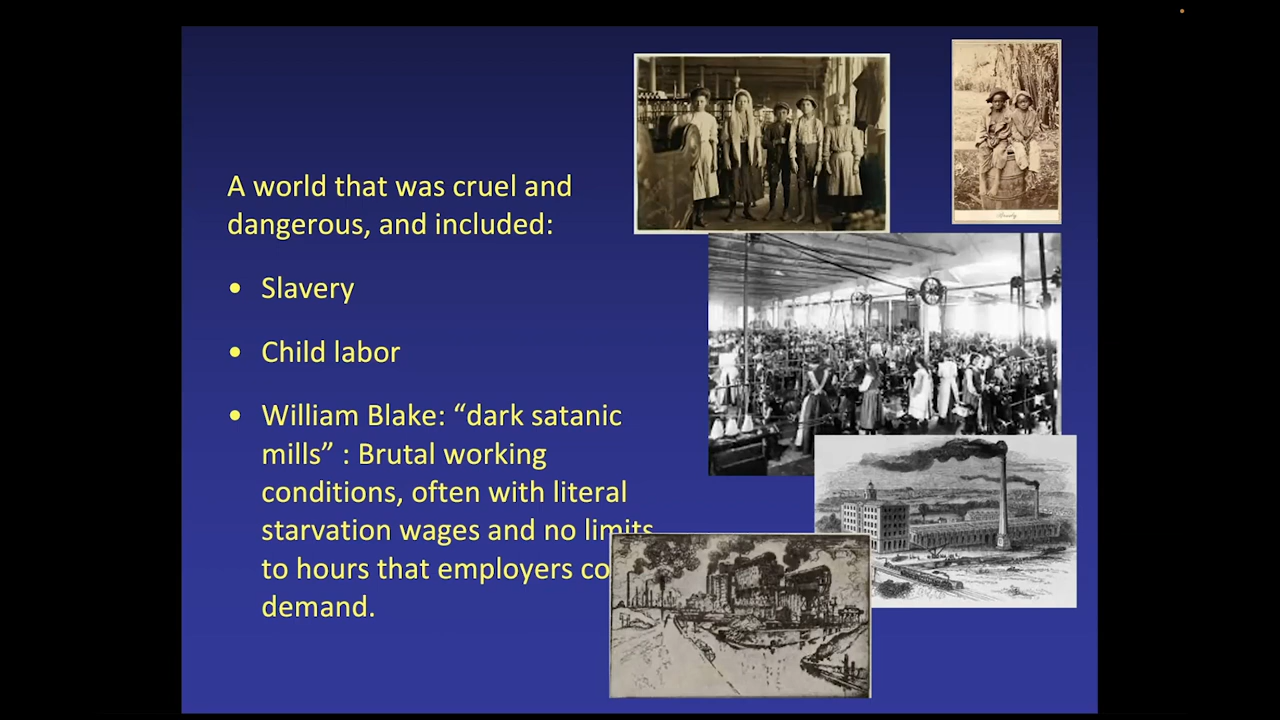 A world that was cruel and
dangerous, and included:
• Slavery
• Child labor
• William Blake: “dark satanic
mills” : Brutal working
conditions, often with literal
starvation wages and no limits
to hours that employers co
demand.